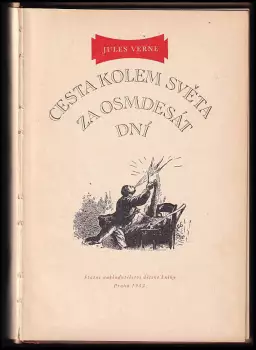 JULES VERNE
CESTA KOLEM SVĚTA
ZA OSMDESÁT
DNÍ
Státní nakladatelství dětské knihy
Praha